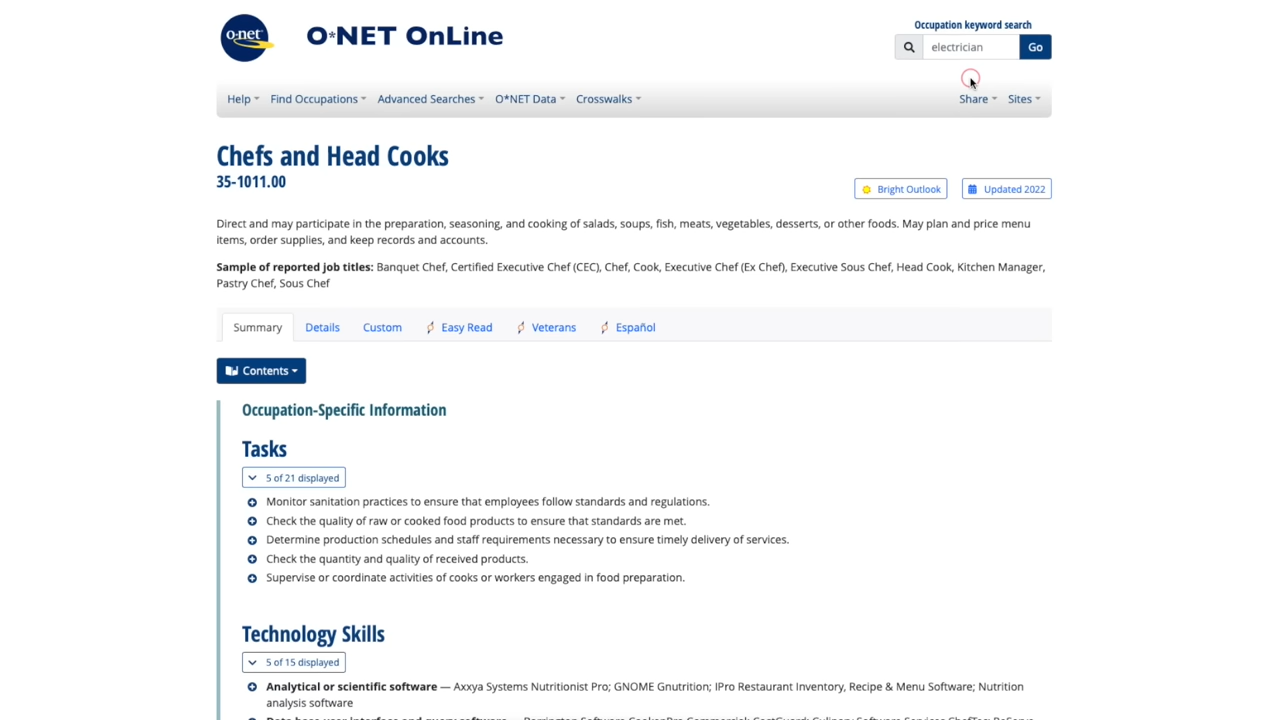 o·net
O*NET OnLine
Occupation keyword search
electrician
Go
Help
Find Occupations
Advanced Searches
O*NET Data
Crosswalks
Share
Sites
Chefs and Head Cooks
35-1011.00
Bright Outlook
Updated 2022
Direct and may participate in the preparation, seasoning, and cooking of salads, soups, fish, meats, vegetables, desserts, or other foods. May plan and price menu
items, order supplies, and keep records and accounts.
Sample of reported job titles: Banquet Chef, Certified Executive Chef (CEC), Chef, Cook, Executive Chef (Ex Chef), Executive Sous Chef, Head Cook, Kitchen Manager,
Pastry Chef, Sous Chef
Summary
Details
Custom
Easy Read
Veterans
Español
Contents
Occupation-Specific Information
Tasks
5 of 21 displayed
Monitor sanitation practices to ensure that employees follow standards and regulations.
Check the quality of raw or cooked food products to ensure that standards are met.
Determine production schedules and staff requirements necessary to ensure timely delivery of services.
Check the quantity and quality of received products.
Supervise or coordinate activities of cooks or workers engaged in food preparation.
Technology Skills
5 of 15 displayed
Analytical or scientific software — Axxya Systems Nutritionist Pro; GNOME Gnutrition; IPro Restaurant Inventory, Recipe & Menu Software; Nutrition
analysis software